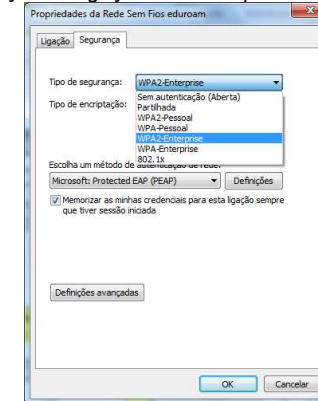 Propriedades da Rede Sem Fios eduroam
Ligação Segurança
Tipo de segurança: WPA2-Enterprise
Tipo de encriptação: Sem autenticação (Aberta)
Partilhada
WPA2-Pessoal
WPA-Pessoal
WPA2-Enterprise
WPA-Enterprise
802.1x
Escolha um método de autenticação de rede:
Microsoft: Protected EAP (PEAP) Definições
Memorizar as minhas credenciais para esta ligação sempre
que tiver sessão iniciada
Definições avançadas
OK Cancelar